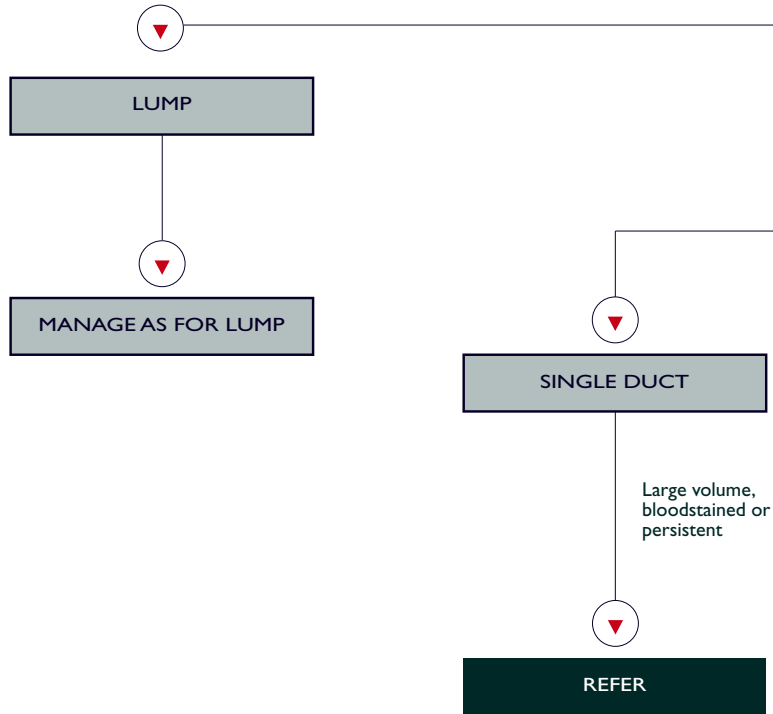 LUMP
MANAGE AS FOR LUMP
SINGLE DUCT
Large volume,
bloodstained or
persistent
REFER